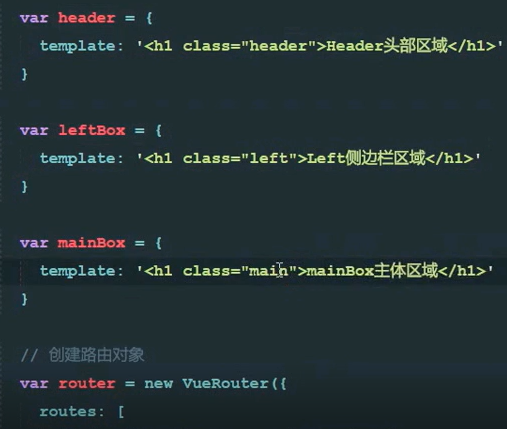 var header = {
template: '<h1 class="header">Header头部区域</h1>'
}
var leftBox = {
template: '<h1 class="left">Left侧边栏区域</h1>'
}
var mainBox = {
template: '<h1 class="main">mainBox主体区域</h1>'
}
// 创建路由对象
var router = new VueRouter({
routes: [